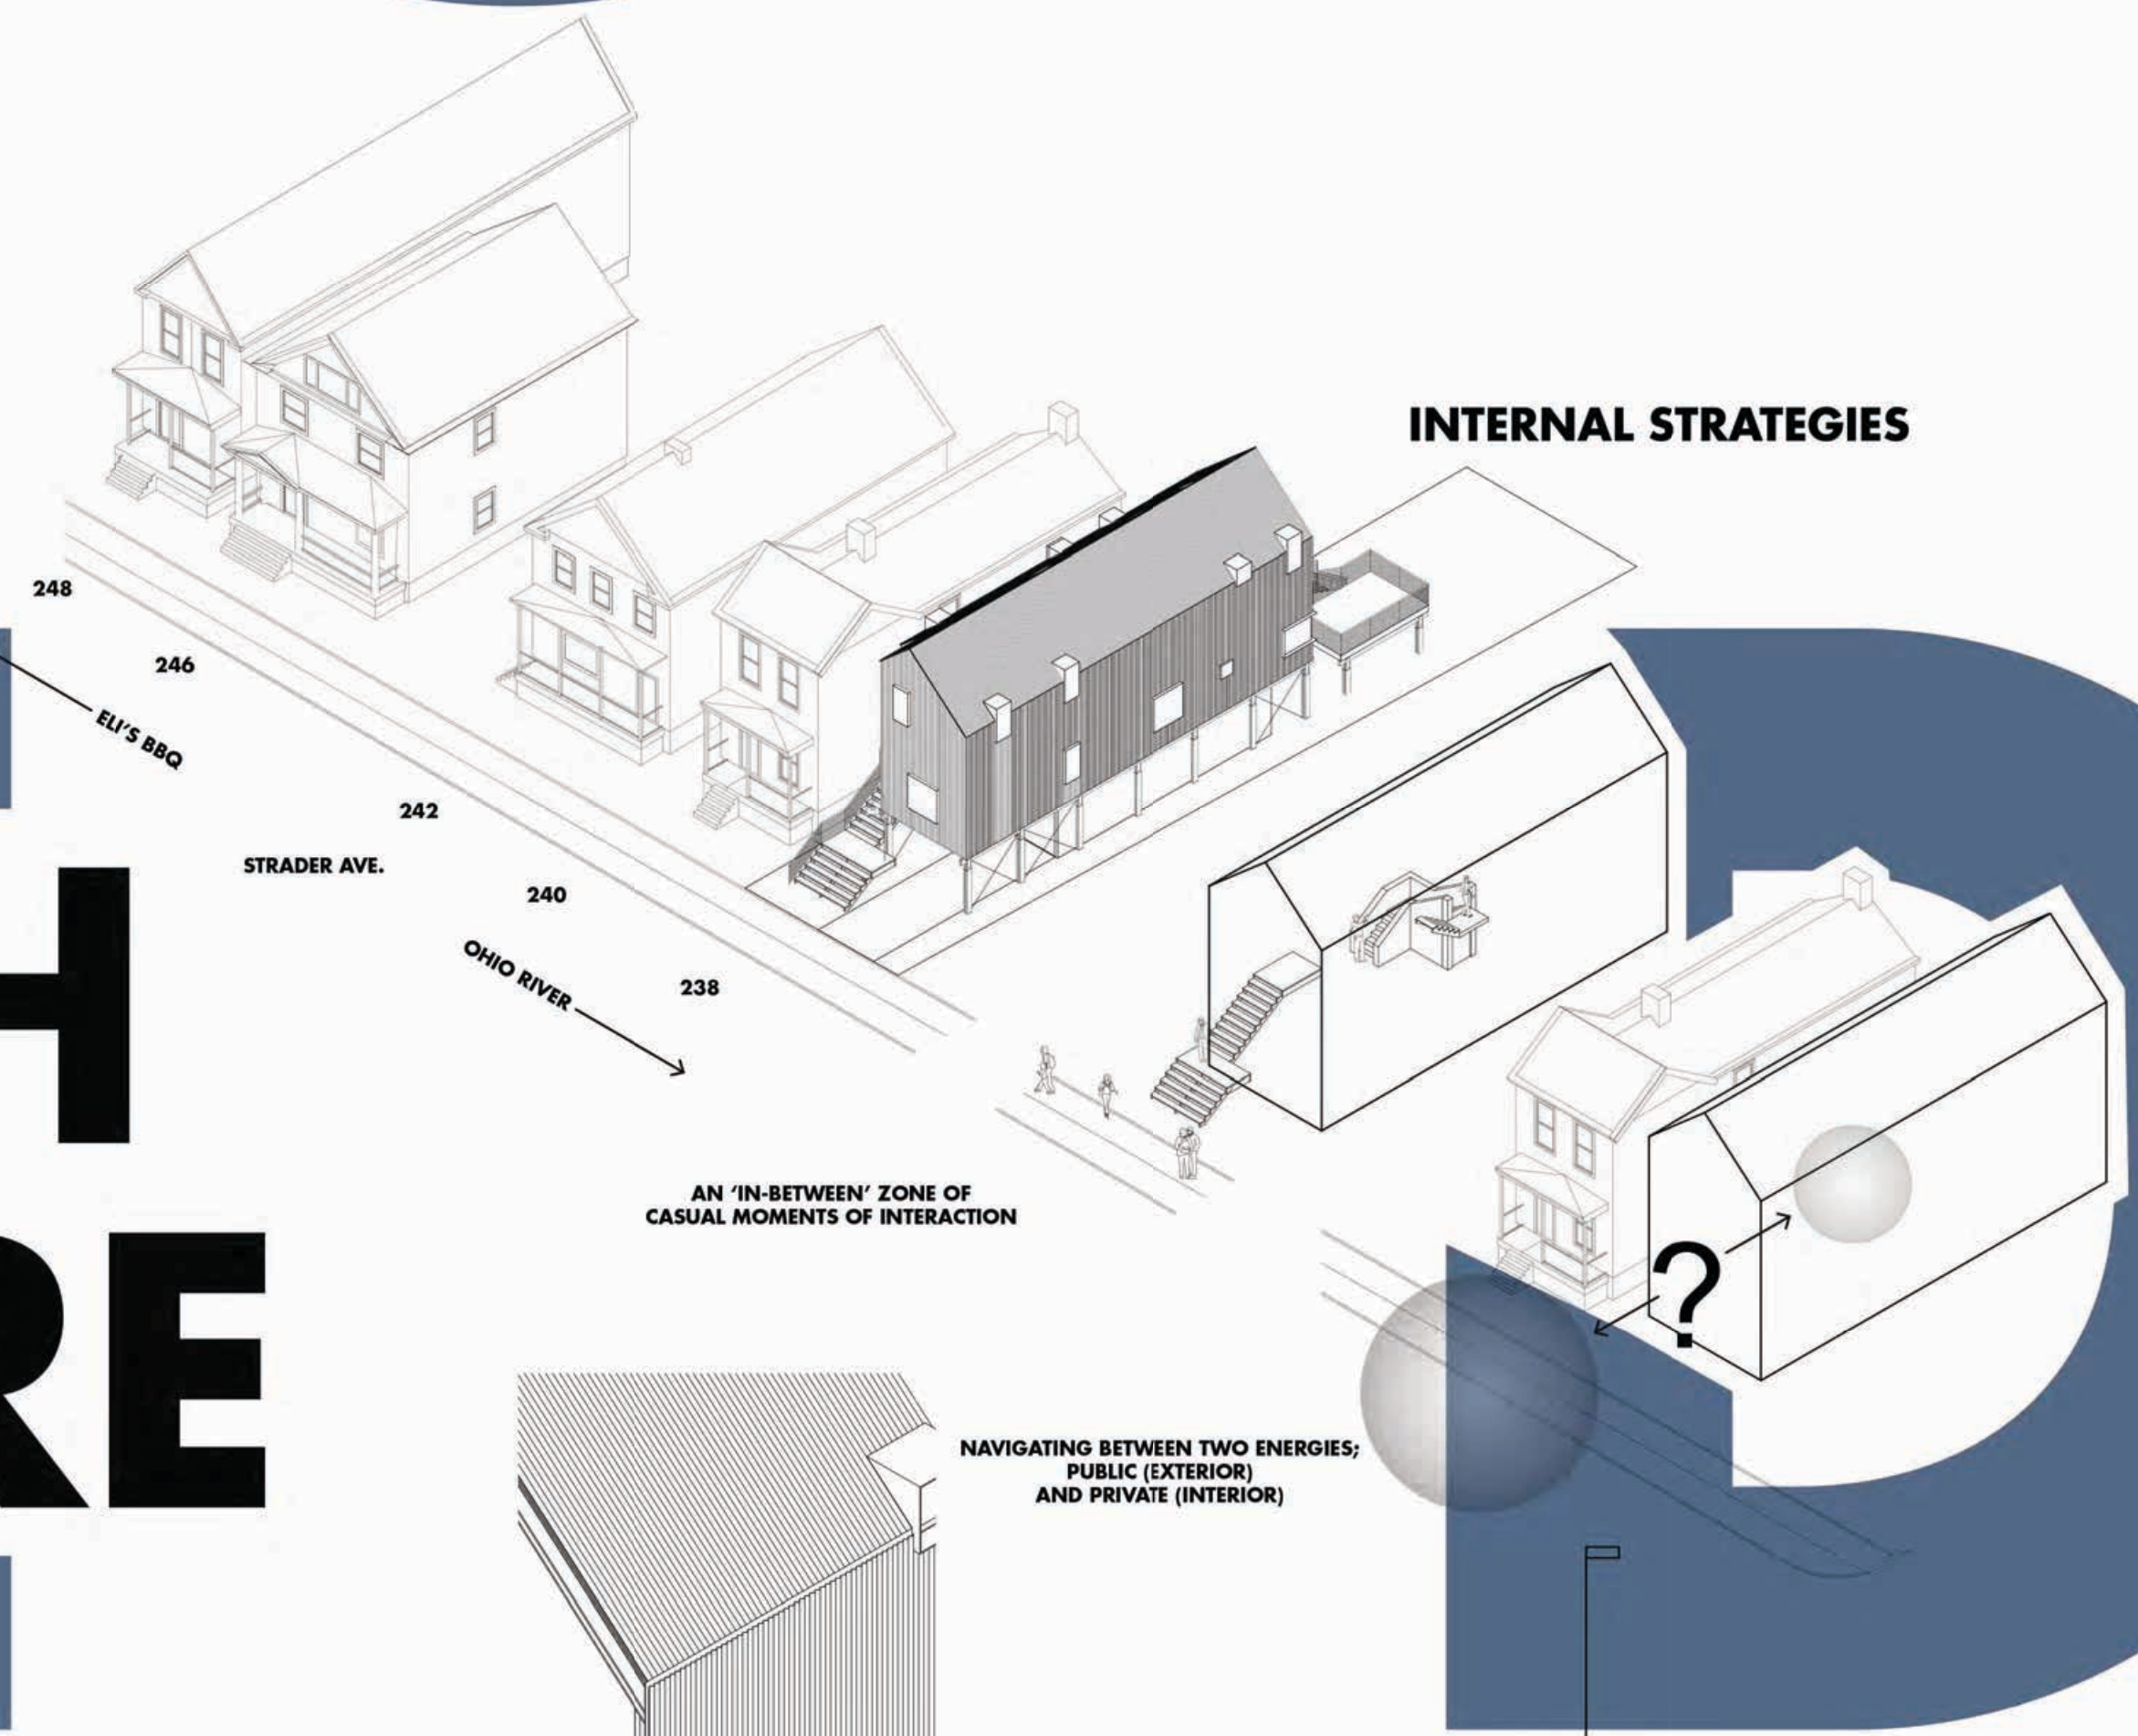 INTERNAL STRATEGIES
248
246
ELI'S BBQ
242
STRADER AVE.
240
OHIO RIVER
238
H
AN 'IN-BETWEEN' ZONE OF
CASUAL MOMENTS OF INTERACTION
RE
?
NAVIGATING BETWEEN TWO ENERGIES;
PUBLIC (EXTERIOR)
AND PRIVATE (INTERIOR)